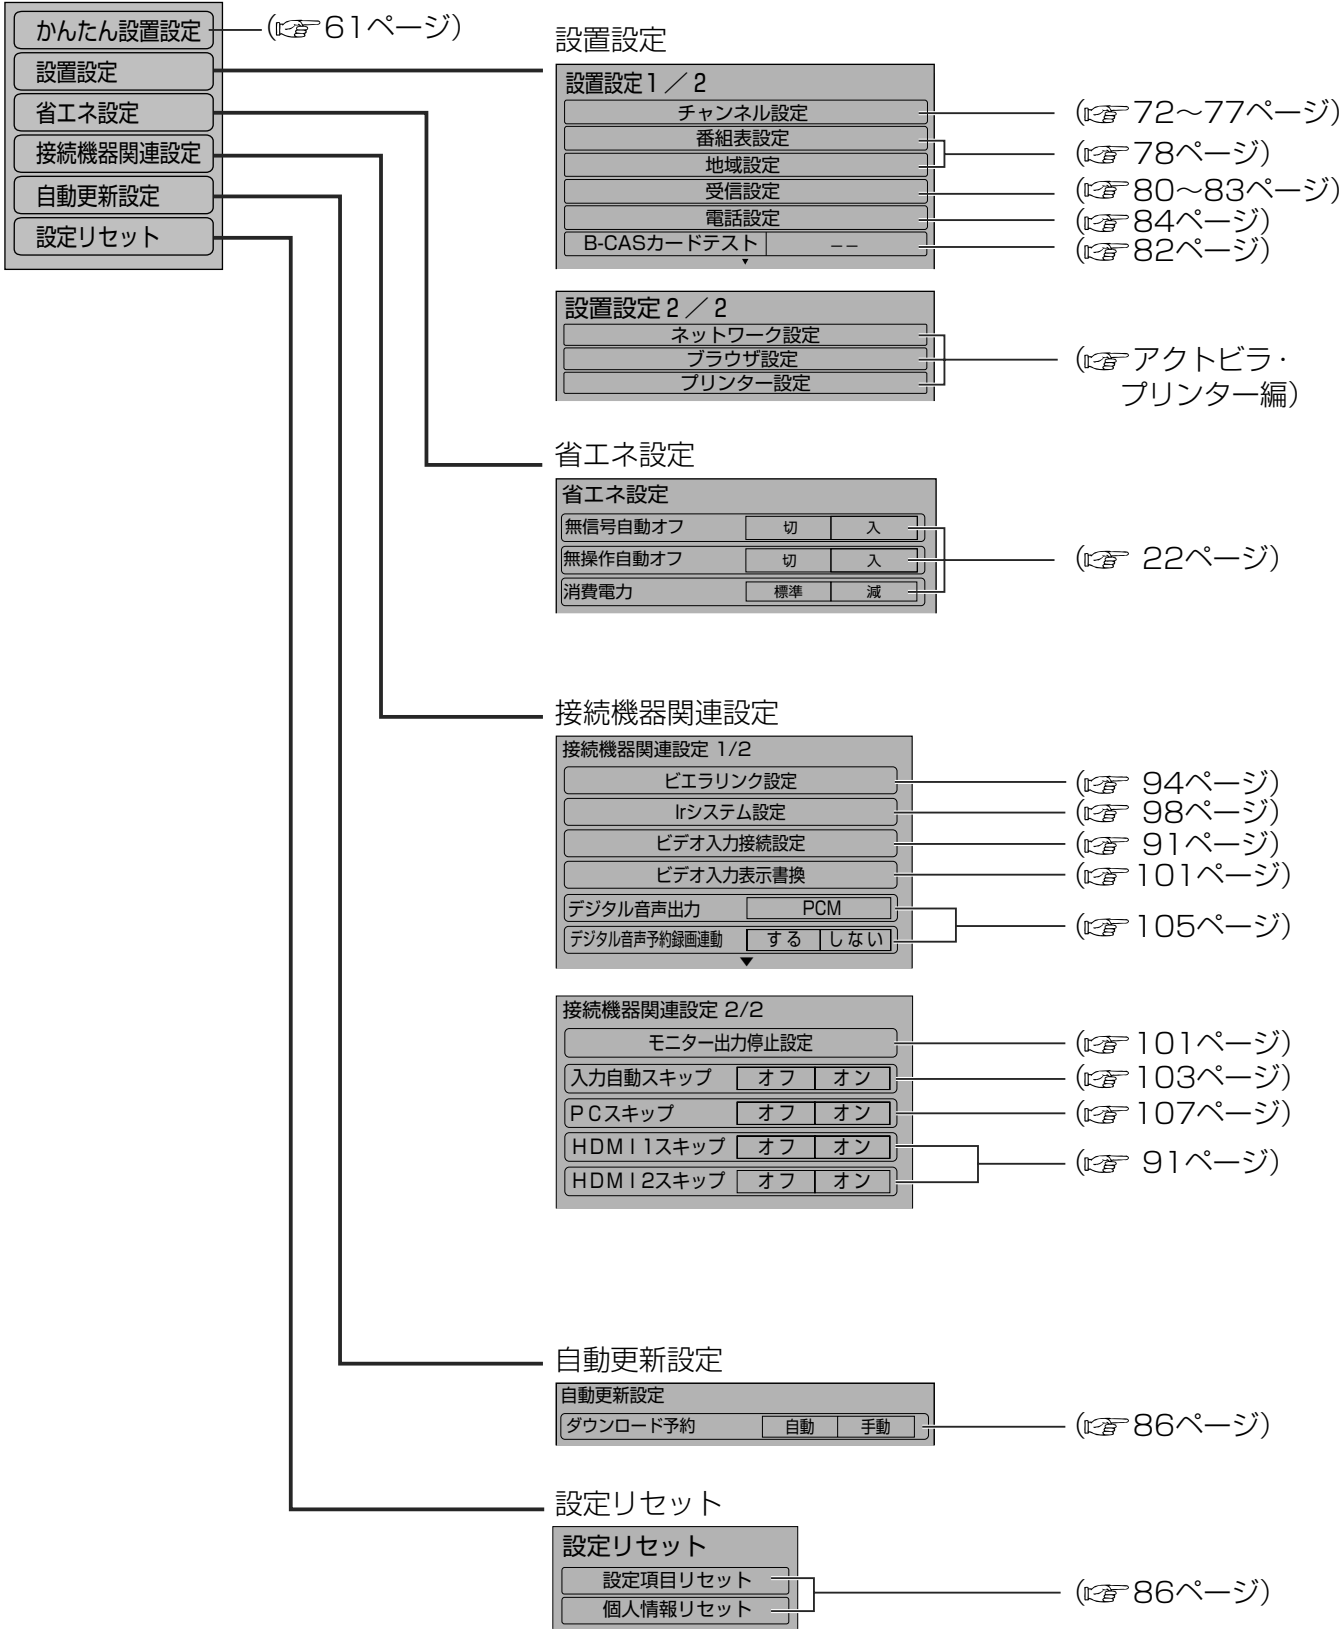 かんたん設置設定
(☞61ページ)
設置設定
省エネ設定
接続機器関連設定
自動更新設定
設定リセット
設置設定
設置設定1／2
チャンネル設定
(☞72～77ページ)
番組表設定
地域設定
(☞78ページ)
受信設定
(☞80～83ページ)
電話設定
(☞84ページ)
B-CASカードテスト −−
(☞82ページ)
▼
設置設定2／2
ネットワーク設定
ブラウザ設定
プリンター設定
(☞アクトビラ・
プリンター編)
省エネ設定
省エネ設定
無信号自動オフ 切 入
無操作自動オフ 切 入
消費電力 標準 減
(☞ 22ページ)
接続機器関連設定
接続機器関連設定 1/2
ビエラリンク設定
(☞ 94ページ)
Irシステム設定
(☞ 98ページ)
ビデオ入力接続設定
(☞ 91ページ)
ビデオ入力表示書換
(☞101ページ)
デジタル音声出力 PCM
デジタル音声予約録画連動 する しない
(☞105ページ)
▼
接続機器関連設定 2/2
モニター出力停止設定
(☞101ページ)
入力自動スキップ オフ オン
(☞103ページ)
PCスキップ オフ オン
(☞107ページ)
HDMI1スキップ オフ オン
HDMI2スキップ オフ オン
(☞ 91ページ)
自動更新設定
自動更新設定
ダウンロード予約 自動 手動
(☞86ページ)
設定リセット
設定リセット
設定項目リセット
個人情報リセット
(☞86ページ)